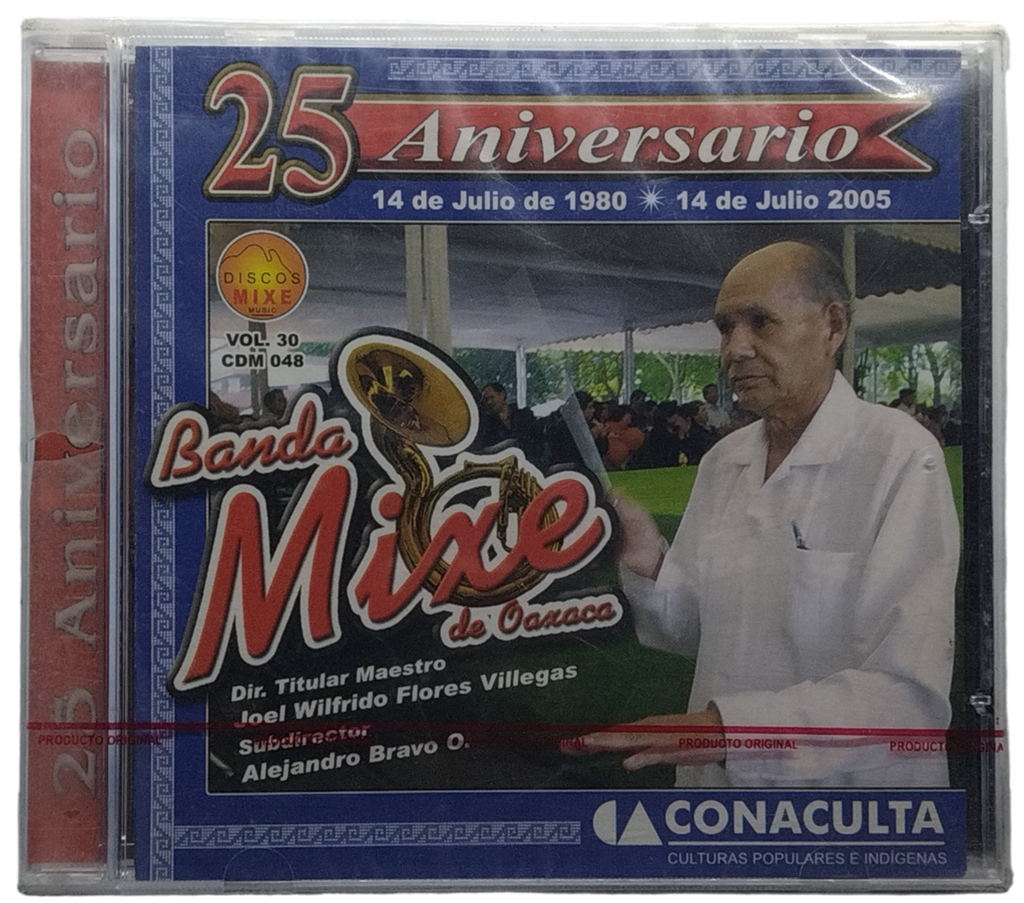 25 Aniversario
25 Aniversario
14 de Julio de 1980 14 de Julio 2005
DISCOS
MIXE
MUSIC
VOL. 30
CDM 048
Banda
Mixe
de Oaxaca
Dir. Titular Maestro
Joel Wilfrido Flores Villegas
Subdirector
Alejandro Bravo O.
PRODUCTO ORIGINAL PRODUCTO ORIGINAL
CONACULTA
CULTURAS POPULARES E INDÍGENAS